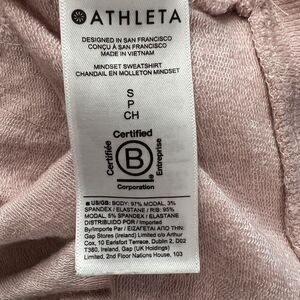 ATHLETA
DESIGNED IN SAN FRANCISCO
CONÇU À SAN FRANCISCO
MADE IN VIETNAM
MINDSET SWEATSHIRT
CHANDAIL EN MOLLETON MINDSET
S
P
CH
Certified
Certifiée
B
Entreprise
Corporation
US/GB: BODY: 97% MODAL, 3%
SPANDEX / ELASTANE / RIB: 95%
MODAL, 5% SPANDEX / ELASTANE
DISTRIBUIDO POR / Imported
By/Importé Par / ΕΙΣΑΓΕΤΑΙ ΑΠΟ ΤΗΝ:
Gap Stores (Ireland) Limited c/o Arthur
Cox, 10 Earlsfort Terrace, Dublin 2, D02
T380, Ireland, Gap (UK Holdings)
Limited, 2nd Floor Nations House, 103